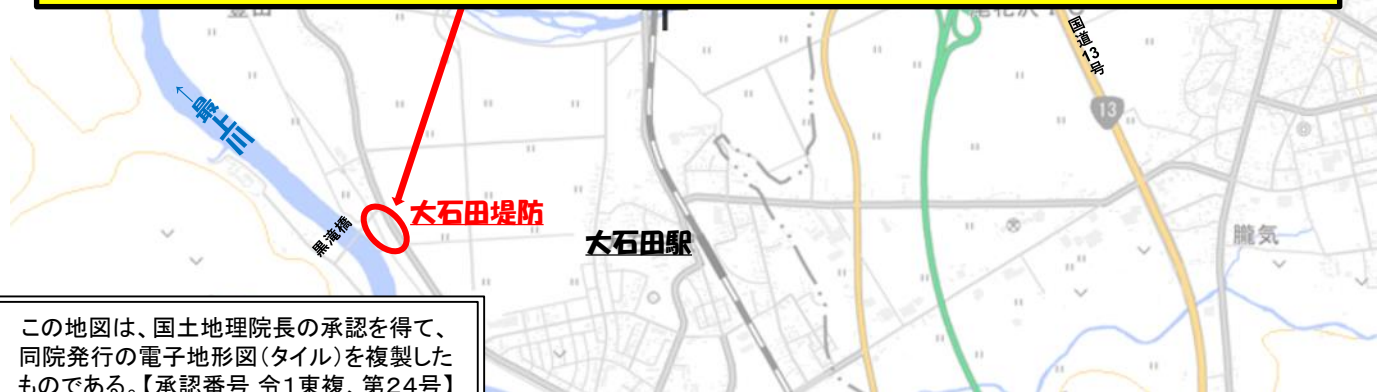 国道13号
13
←最上川
大石田堤防
黒滝橋
大石田駅
朧気
この地図は、国土地理院長の承認を得て、
同院発行の電子地形図(タイル)を複製した
ものである。【承認番号 令1東複、第24号】